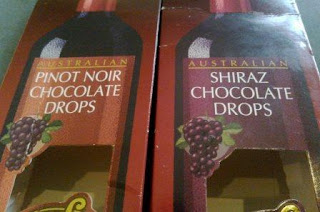 AUSTRALIAN
PINOT NOIR
CHOCOLATE
DROPS
AUSTRALIAN
SHIRAZ
CHOCOLATE
DROPS